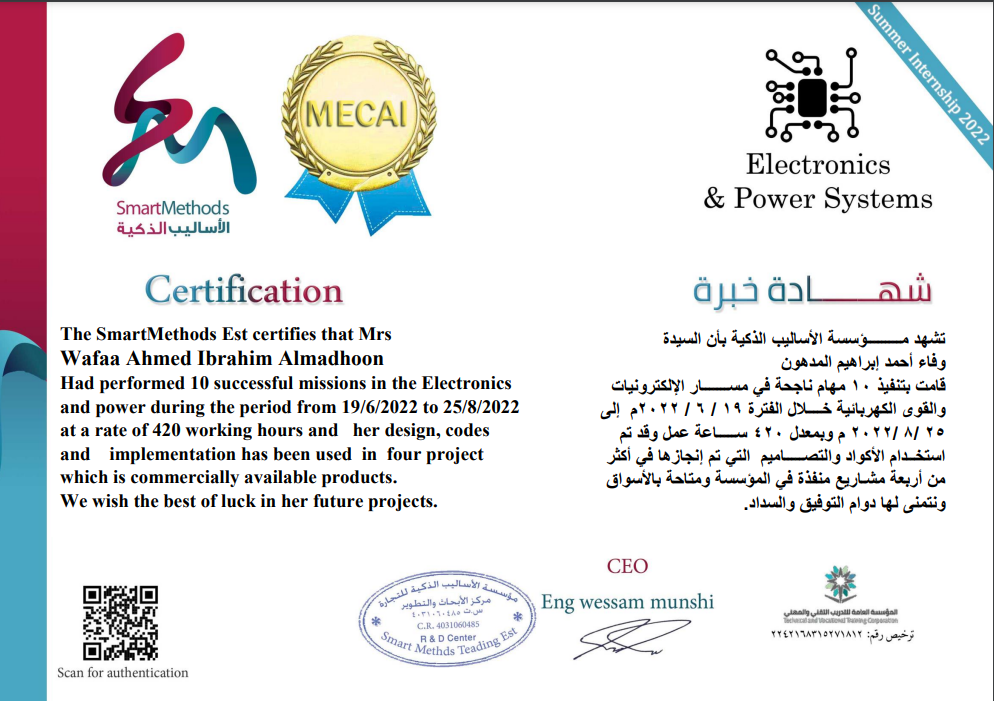 Summer Internship 2022
MECAI
Electronics
& Power Systems
SmartMethods
الأساليب الذكية
Certification
The SmartMethods Est certifies that Mrs
Wafaa Ahmed Ibrahim Almadhoon
Had performed 10 successful missions in the Electronics
and power during the period from 19/6/2022 to 25/8/2022
at a rate of 420 working hours and her design, codes
and implementation has been used in four project
which is commercially available products.
We wish the best of luck in her future projects.
شهـــــــادة خبرة
تشهد مـــــــــؤسسة الأساليب الذكية بأن السيدة
وفاء أحمد إبراهيم المدهون
قامت بتنفيذ ١٠ مهام ناجحة في مســـــار الإلكترونيات
والقوى الكهربائية خــــلال الفترة ١٩ / ٦ / ٢٠٢٢م إلى
٢٥ /٨ /٢٠٢٢ م وبمعدل ٤٢٠ ســـــاعة عمل وقد تم
استخــدام الأكواد والتصـــــاميم التي تم إنجازها في أكثر
من أربعة مشـاريع منفذة في المؤسسة ومتاحة بالأسواق
ونتمنى لها دوام التوفيق والسداد.
Scan for authentication
مؤسسة الأساليب الذكية للتجارة
مركز الأبحاث والتطوير
س.ت ٤٠٣١٠٦٠٤٨٥
C.R. 4031060485
R & D Center
Smart Methds Teading Est
CEO
Eng wessam munshi
المؤسسة العامة للتدريب التقني والمهني
Technical and Vocational Training Corporation
ترخيص رقم: ٢٢٤٢١٦٨٣١٥٢٧١٨١٢